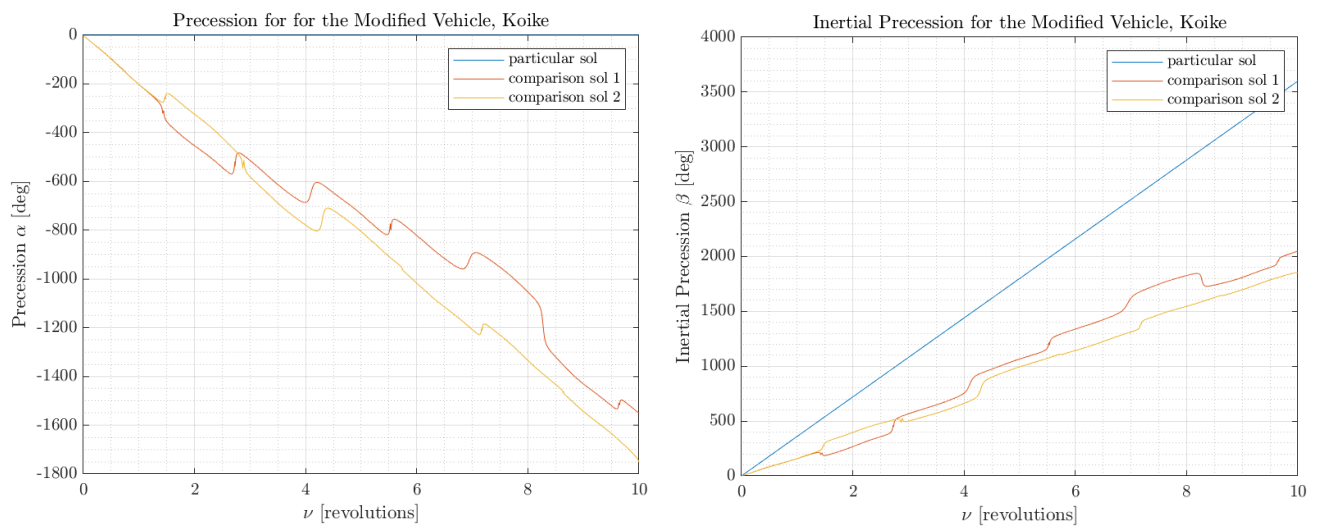 Precession for for the Modified Vehicle, Koike
0
-200
-400
-600
-800
-1000
-1200
-1400
-1600
-1800
Precession α [deg]
particular sol
comparison sol 1
comparison sol 2
0 2 4 6 8 10
ν [revolutions]
Inertial Precession for the Modified Vehicle, Koike
4000
3500
3000
2500
2000
1500
1000
500
0
Inertial Precession β [deg]
particular sol
comparison sol 1
comparison sol 2
0 2 4 6 8 10
ν [revolutions]